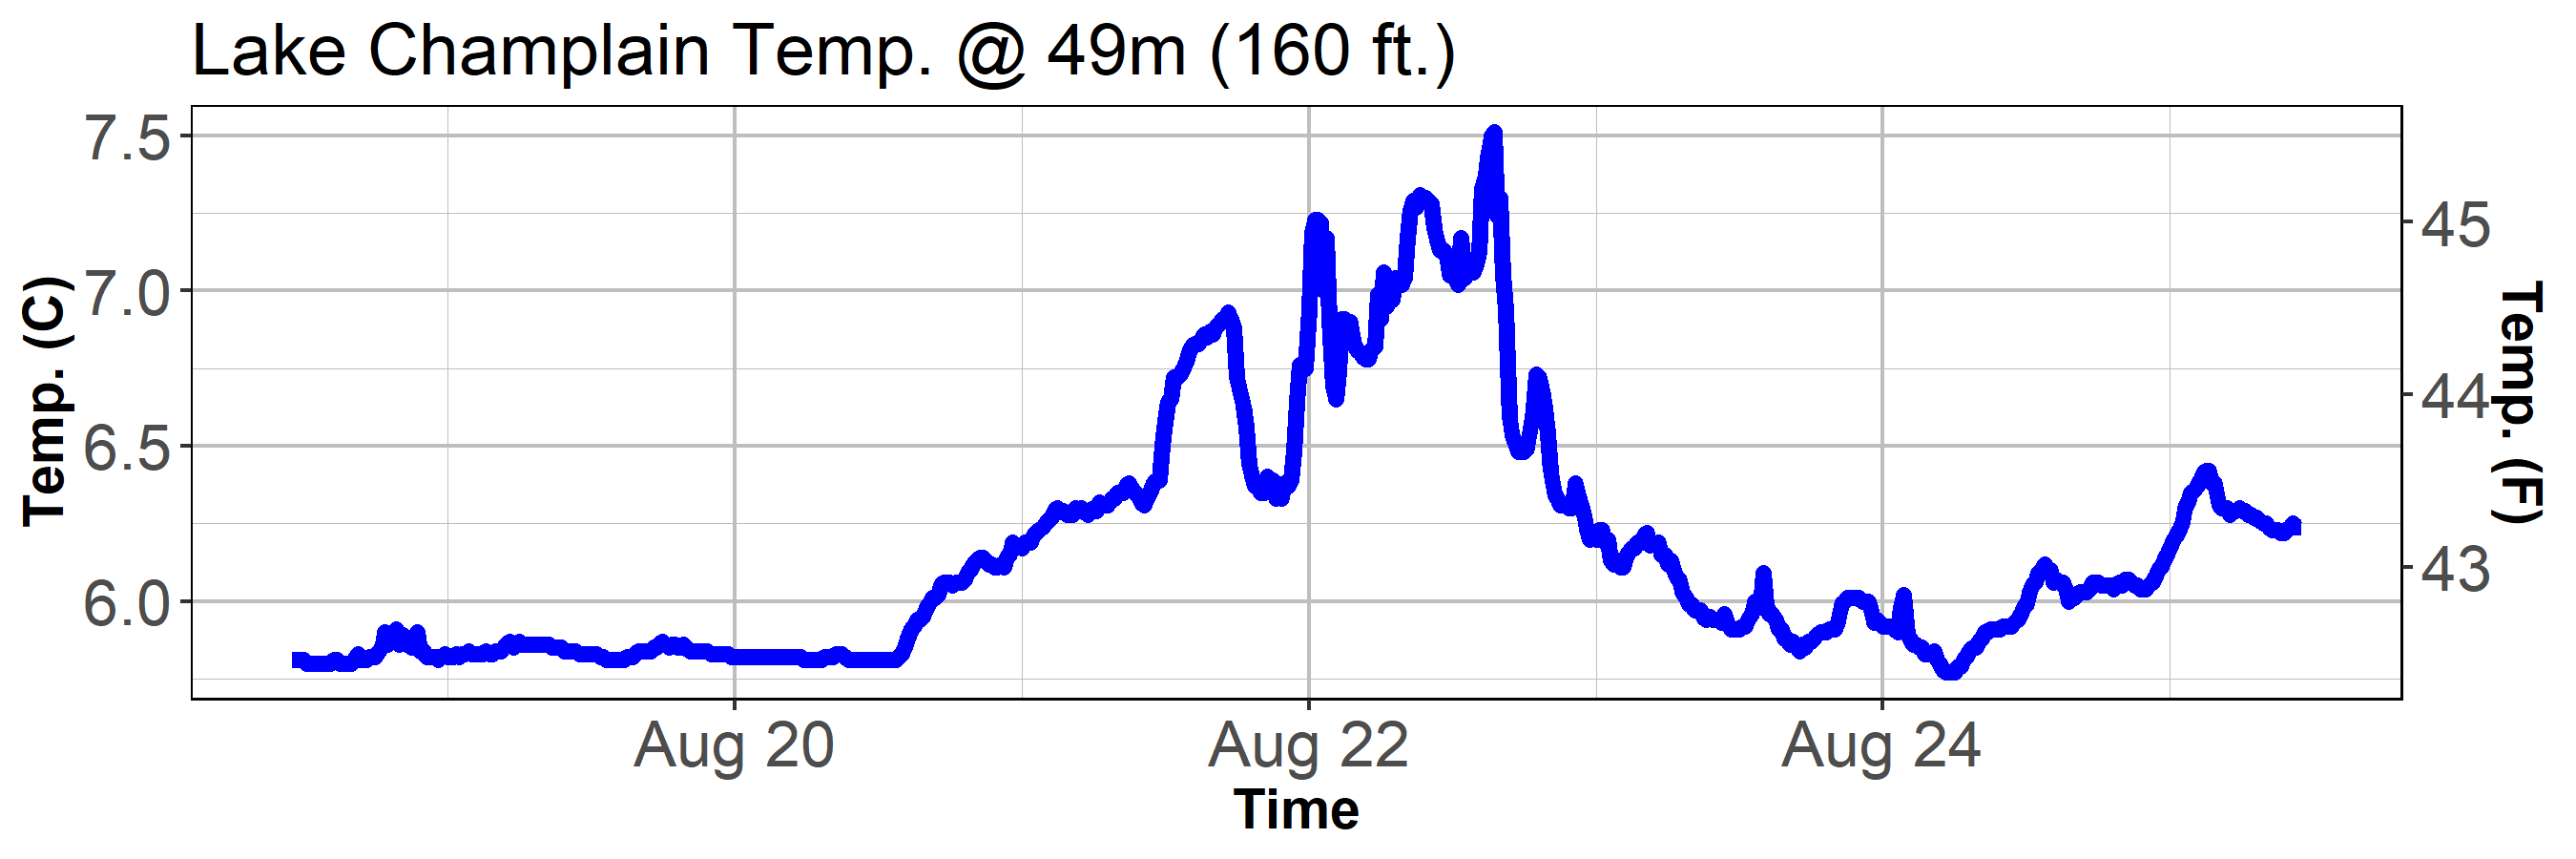 Lake Champlain Temp. @ 49m (160 ft.)
7.5
7.0
6.5
6.0
Temp. (C)
45
44
43
Temp. (F)
Aug 20 Aug 22 Aug 24
Time